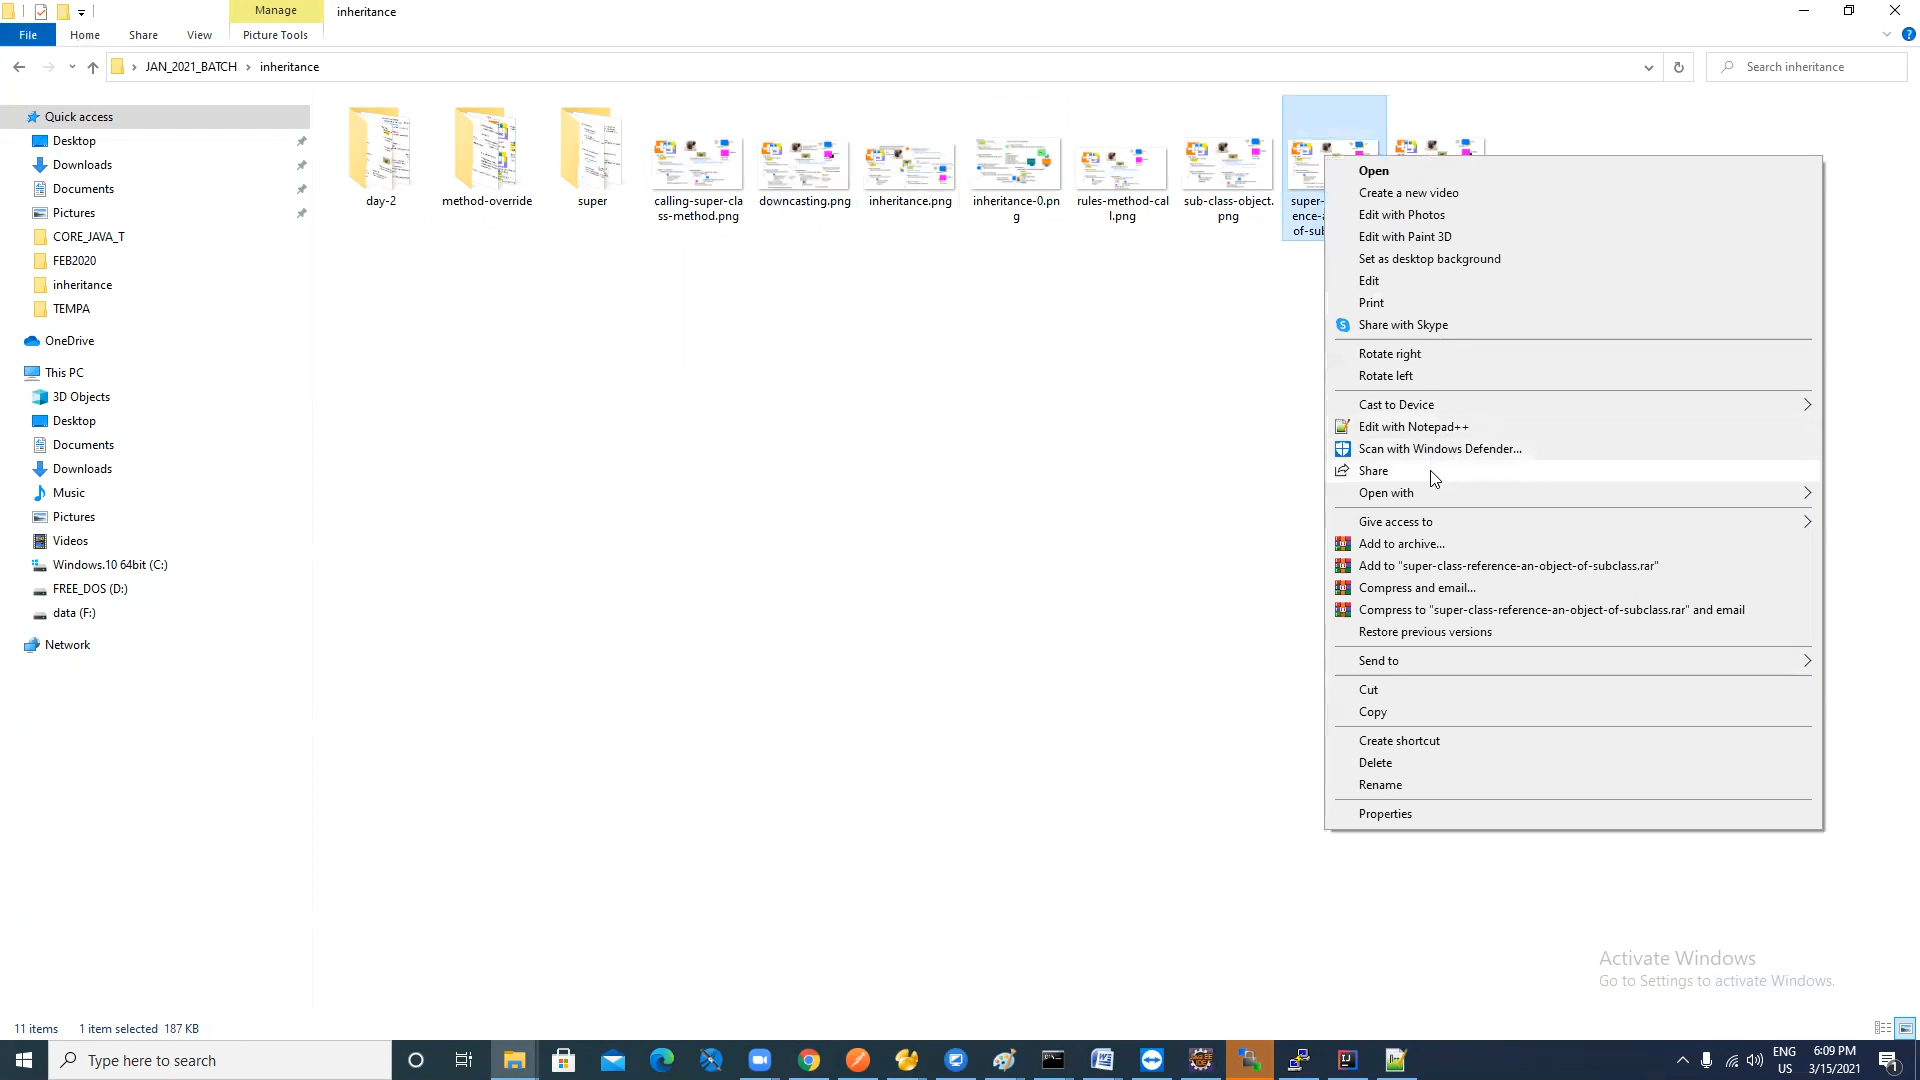 Manage
inheritance
File
Home
Share
View
Picture Tools
JAN_2021_BATCH
inheritance
Search inheritance
Quick access
Desktop
Downloads
Documents
Pictures
CORE_JAVA_T
FEB2020
inheritance
TEMPA
OneDrive
This PC
3D Objects
Desktop
Documents
Downloads
Music
Pictures
Videos
Windows.10 64bit (C:)
FREE_DOS (D:)
data (F:)
Network
day-2
method-override
super
calling-super-cla
ss-method.png
downcasting.png
inheritance.png
inheritance-0.pn
g
rules-method-cal
l.png
sub-class-object.
png
super-
ence-a
of-sub
Open
Create a new video
Edit with Photos
Edit with Paint 3D
Set as desktop background
Edit
Print
Share with Skype
Rotate right
Rotate left
Cast to Device
Edit with Notepad++
Scan with Windows Defender...
Share
Open with
Give access to
Add to archive...
Add to "super-class-reference-an-object-of-subclass.rar"
Compress and email...
Compress to "super-class-reference-an-object-of-subclass.rar" and email
Restore previous versions
Send to
Cut
Copy
Create shortcut
Delete
Rename
Properties
Activate Windows
Go to Settings to activate Windows.
11 items
1 item selected 187 KB
Type here to search
ENG
US
6:09 PM
3/15/2021
1